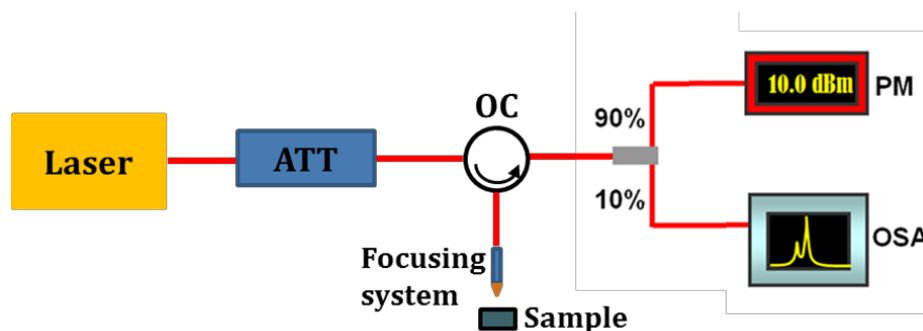 Laser
ATT
OC
Focusing
system
Sample
90%
10%
10.0 dBm
PM
OSA